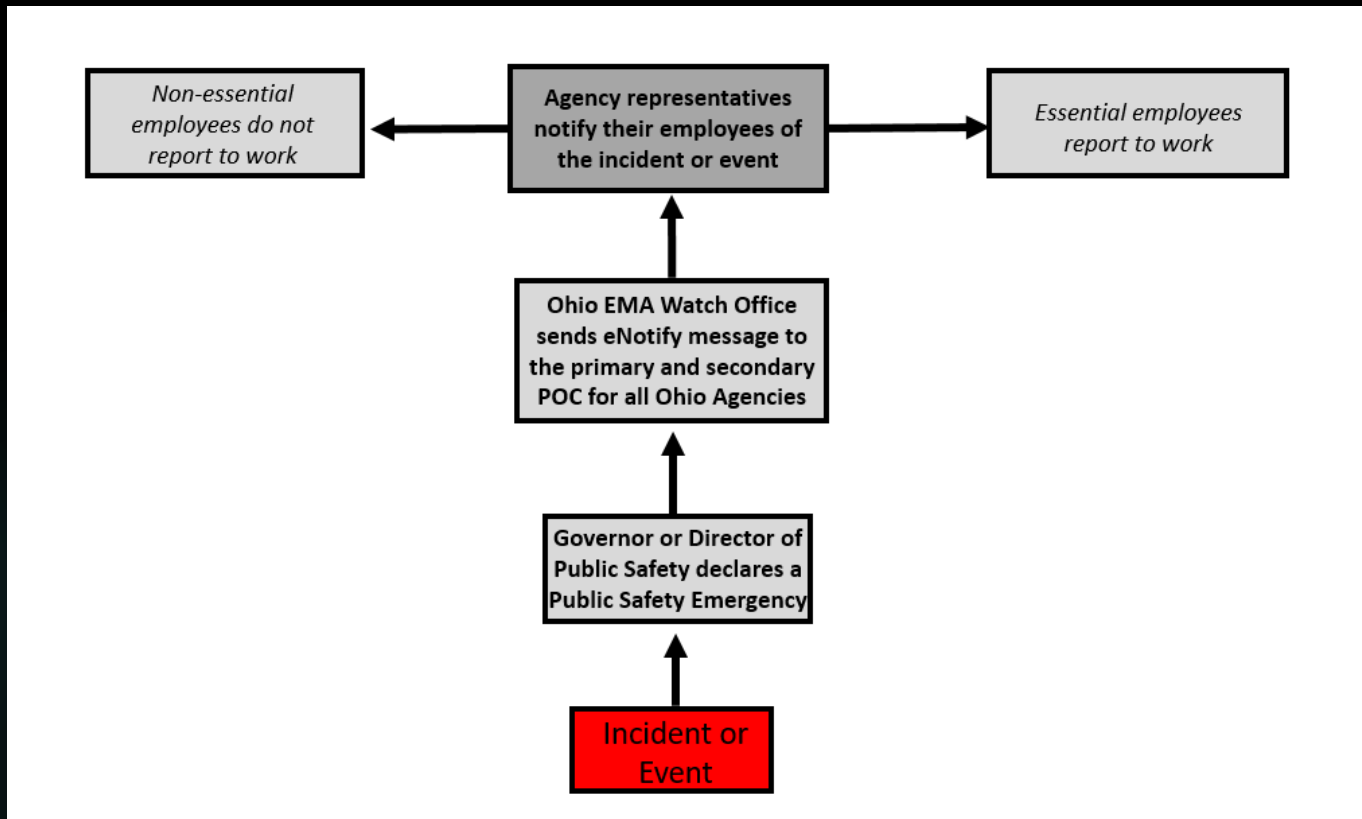 Non-essential
employees do not
report to work
Agency representatives
notify their employees of
the incident or event
Essential employees
report to work
Ohio EMA Watch Office
sends eNotify message to
the primary and secondary
POC for all Ohio Agencies
Governor or Director of
Public Safety declares a
Public Safety Emergency
Incident or
Event